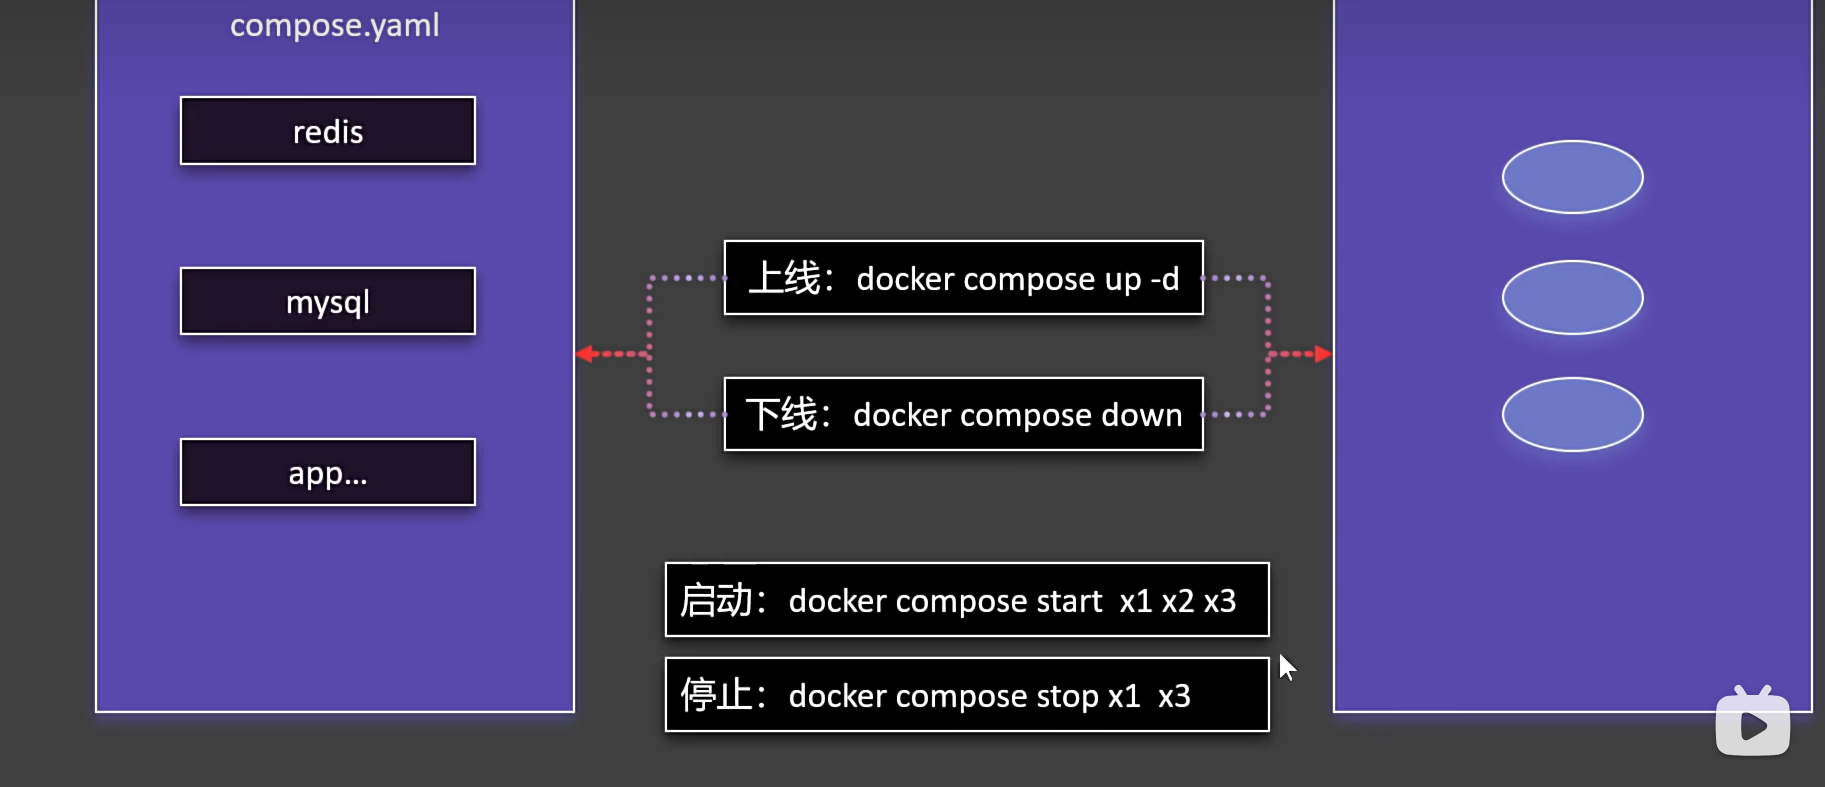 compose.yaml
redis
mysql
app...
上线：docker compose up -d
下线：docker compose down
启动：docker compose start  x1 x2 x3
停止：docker compose stop x1  x3